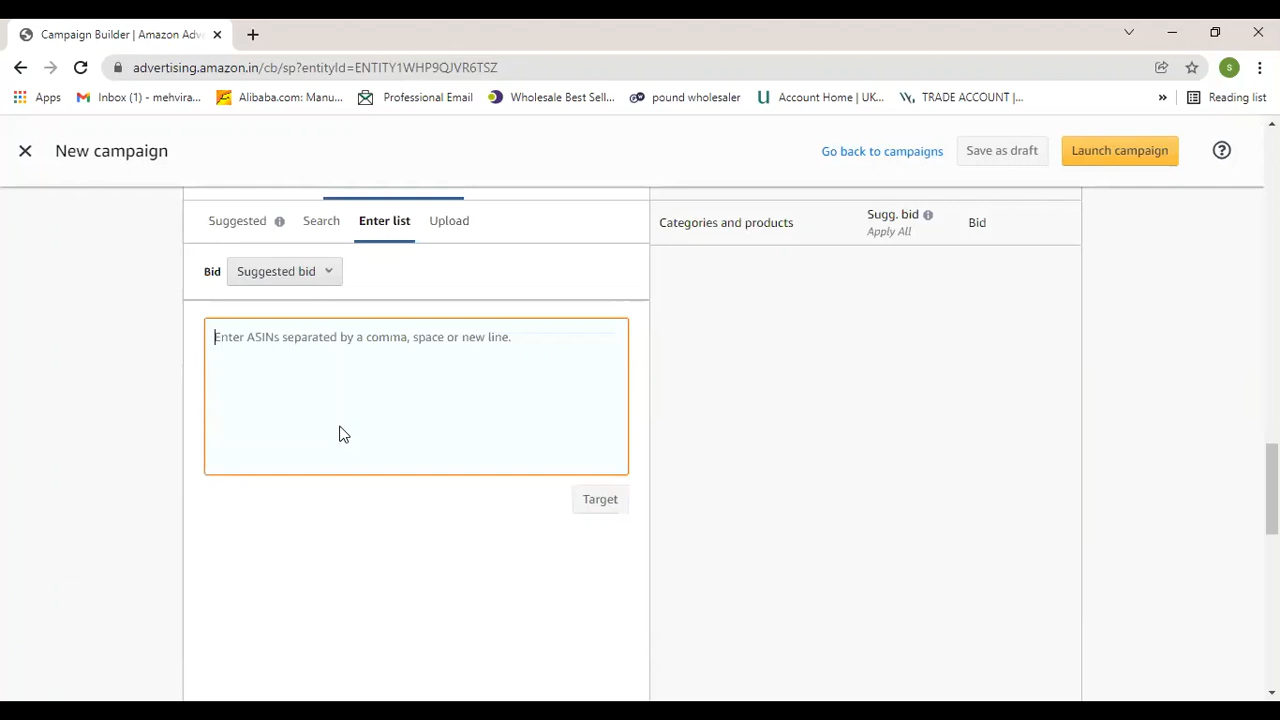 Campaign Builder | Amazon Adv
advertising.amazon.in/cb/sp?entityId=ENTITY1WHP9QJVR6TSZ
S
Apps
Inbox (1) - mehvira...
Alibaba.com: Manu...
Professional Email
Wholesale Best Sell...
pound wholesaler
Account Home | UK...
TRADE ACCOUNT |...
»
Reading list
New campaign
Go back to campaigns
Save as draft
Launch campaign
Suggested
Search
Enter list
Upload
Categories and products
Sugg. bid
Apply All
Bid
Bid
Suggested bid
Enter ASINs separated by a comma, space or new line.
Target